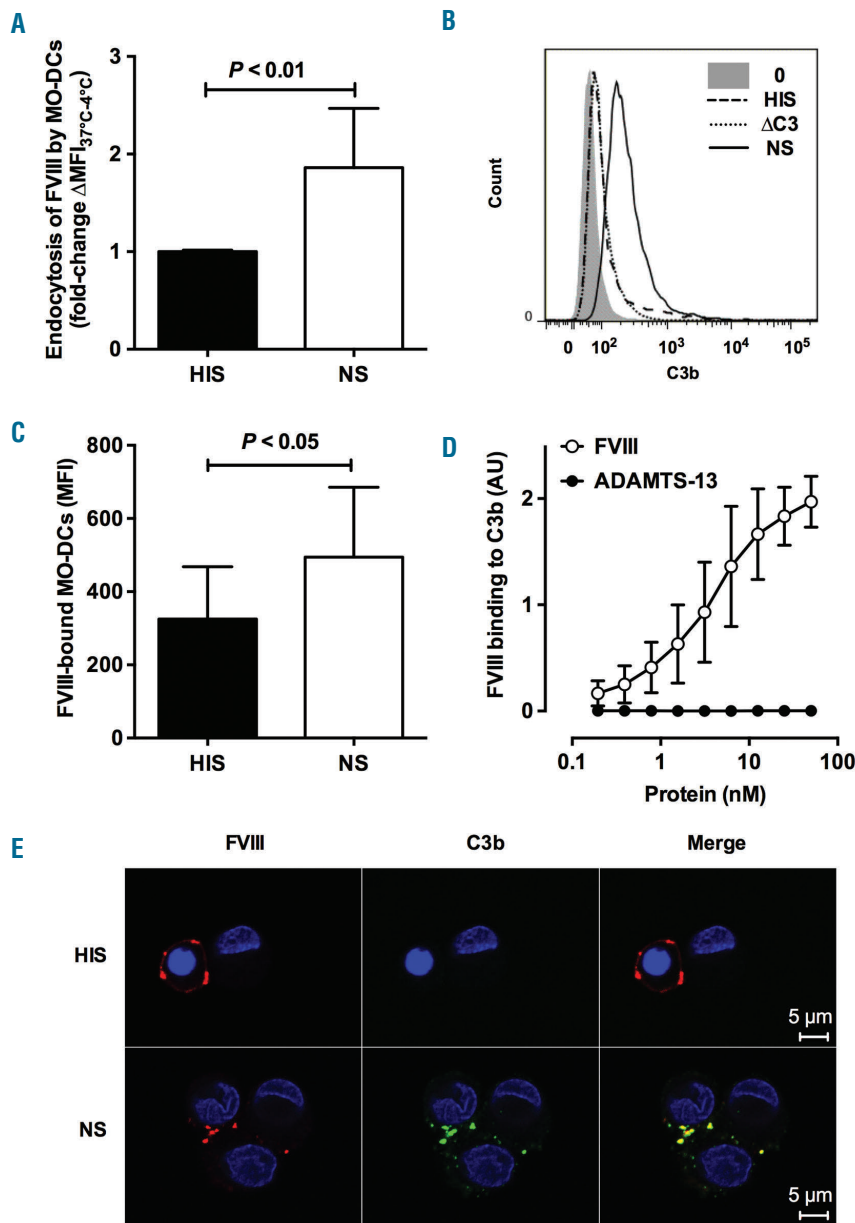 A
Endocytosis of FVIII by MO-DCs
(fold-change ΔMFI37°C-4°C)
3
2
1
0
P < 0.01
HIS
NS
B
Count
0
0
HIS
ΔC3
NS
0
10²
10³
10⁴
10⁵
C3b
C
FVIII-bound MO-DCs (MFI)
800
600
400
200
0
P < 0.05
HIS
NS
D
FVIII binding to C3b (AU)
2
1
0
FVIII
ADAMTS-13
0.1
1
10
100
Protein (nM)
E
FVIII
C3b
Merge
HIS
5 µm
NS
5 µm